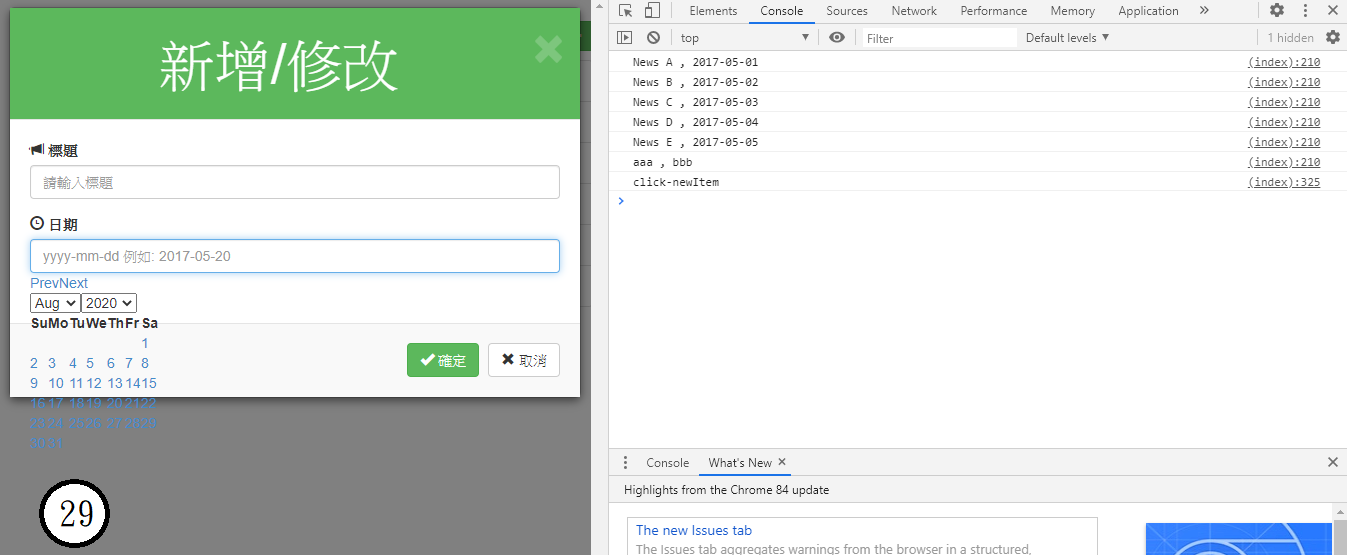 新增/修改
×
標題
請輸入標題
日期
yyyy-mm-dd 例如: 2017-05-20
PrevNext
Aug 2020
SuMoTuWeThFr Sa
1
2 3 4 5 6 7 8
9 10 11 12 13 14 15
16 17 18 19 20 21 22
23 24 25 26 27 28 29
30 31
確定 取消
29
Elements Console Sources Network Performance Memory Application »
top Filter Default levels 1 hidden
News A , 2017-05-01 (index):210
News B , 2017-05-02 (index):210
News C , 2017-05-03 (index):210
News D , 2017-05-04 (index):210
News E , 2017-05-05 (index):210
aaa , bbb (index):210
click-newItem (index):325
Console What's New ×
Highlights from the Chrome 84 update
The new Issues tab
The Issues tab aggregates warnings from the browser in a structured,